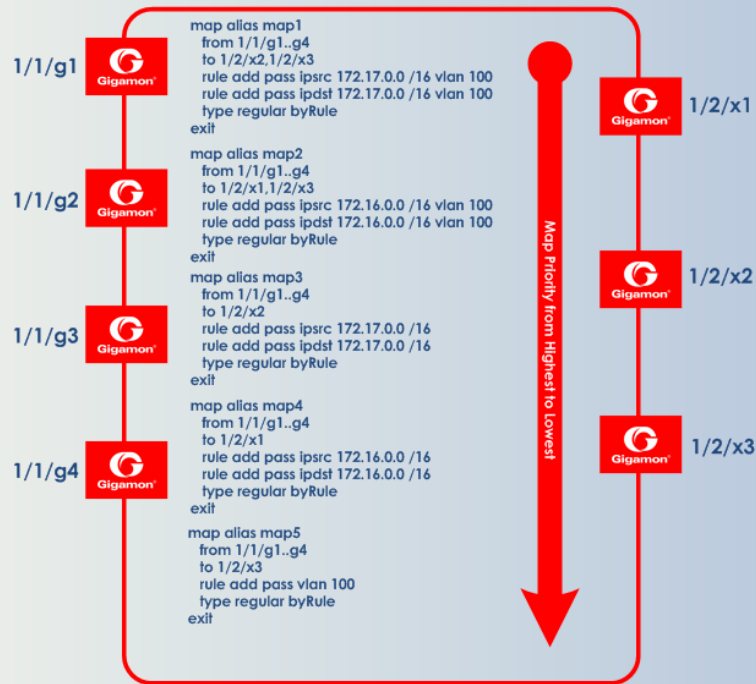 map alias map1
from 1/1/g1..g4
to 1/2/x2,1/2/x3
rule add pass ipsrc 172.17.0.0 /16 vlan 100
rule add pass ipdst 172.17.0.0 /16 vlan 100
type regular byRule
exit
map alias map2
from 1/1/g1..g4
to 1/2/x1,1/2/x3
rule add pass ipsrc 172.16.0.0 /16 vlan 100
rule add pass ipdst 172.16.0.0 /16 vlan 100
type regular byRule
exit
map alias map3
from 1/1/g1..g4
to 1/2/x2
rule add pass ipsrc 172.17.0.0 /16
rule add pass ipdst 172.17.0.0 /16
type regular byRule
exit
map alias map4
from 1/1/g1..g4
to 1/2/x1
rule add pass ipsrc 172.16.0.0 /16
rule add pass ipdst 172.16.0.0 /16
type regular byRule
exit
map alias map5
from 1/1/g1..g4
to 1/2/x3
rule add pass vlan 100
type regular byRule
exit
1/1/g1
Gigamon®
1/1/g2
Gigamon®
1/1/g3
Gigamon®
1/1/g4
Gigamon®
Map Priority from Highest to Lowest
Gigamon®
1/2/x1
Gigamon®
1/2/x2
Gigamon®
1/2/x3